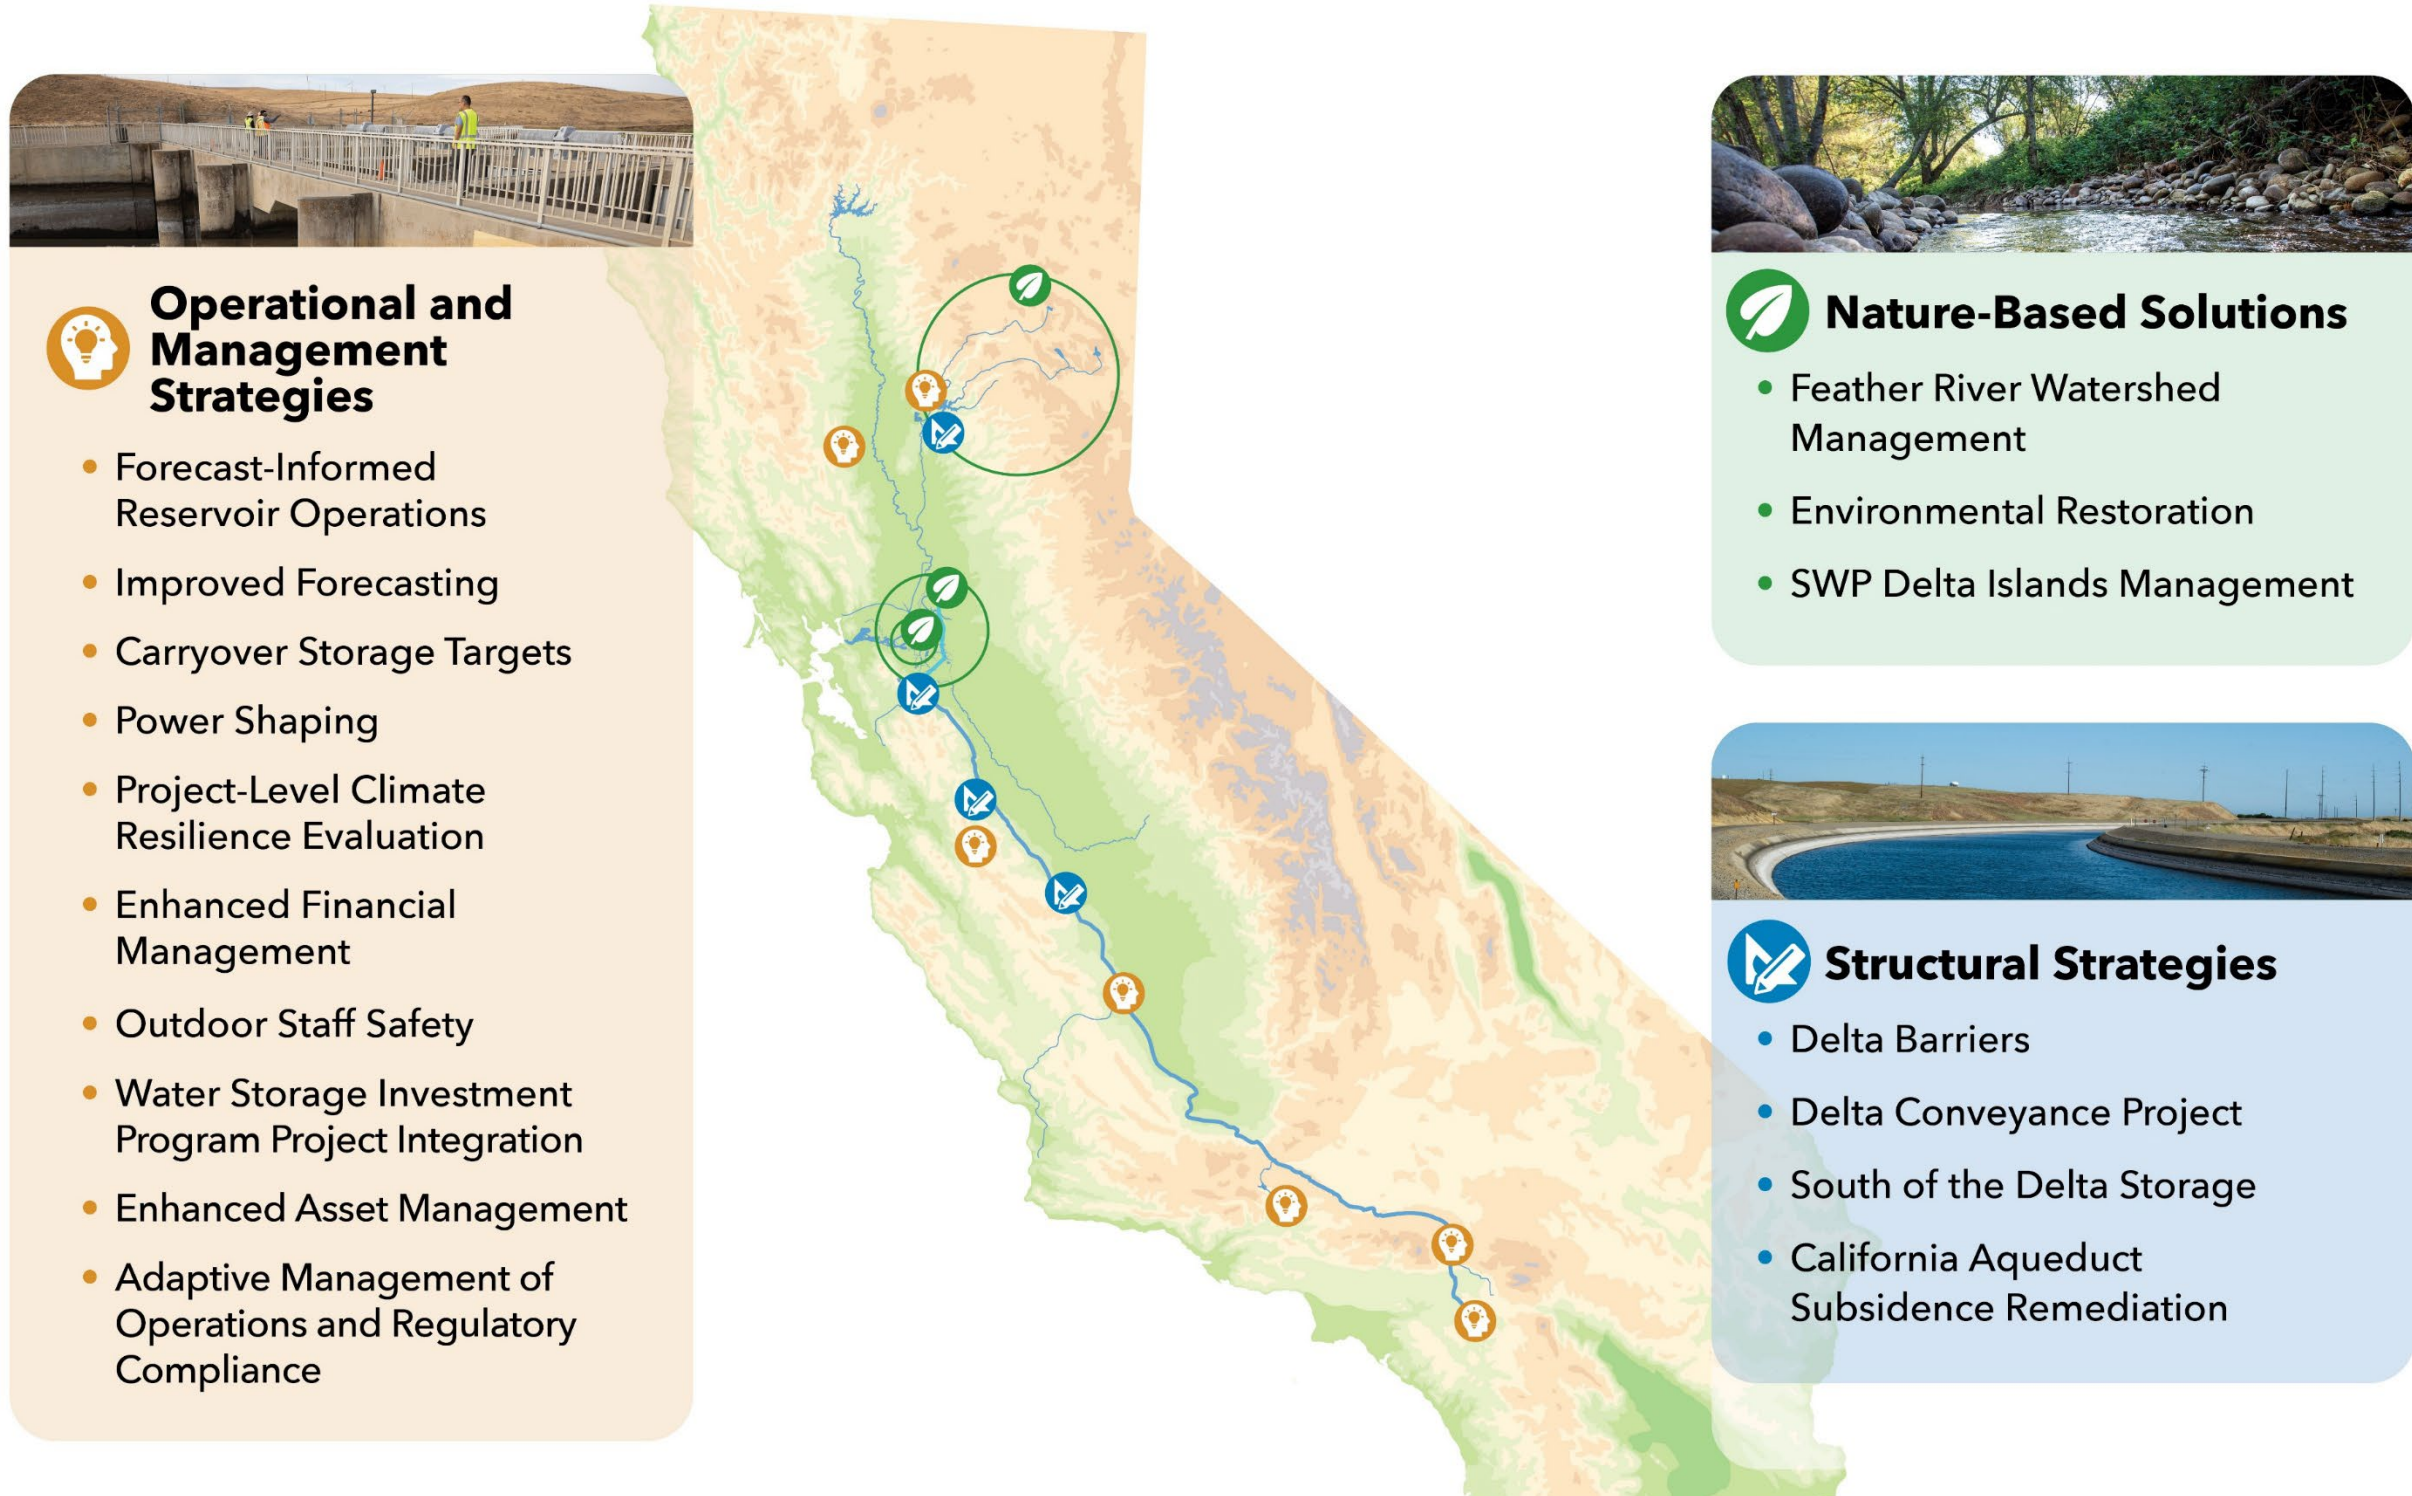 Operational and
Management
Strategies
Forecast-Informed
Reservoir Operations
Improved Forecasting
Carryover Storage Targets
Power Shaping
Project-Level Climate
Resilience Evaluation
Enhanced Financial
Management
Outdoor Staff Safety
Water Storage Investment
Program Project Integration
Enhanced Asset Management
Adaptive Management of
Operations and Regulatory
Compliance
Nature-Based Solutions
Feather River Watershed
Management
Environmental Restoration
SWP Delta Islands Management
Structural Strategies
Delta Barriers
Delta Conveyance Project
South of the Delta Storage
California Aqueduct
Subsidence Remediation